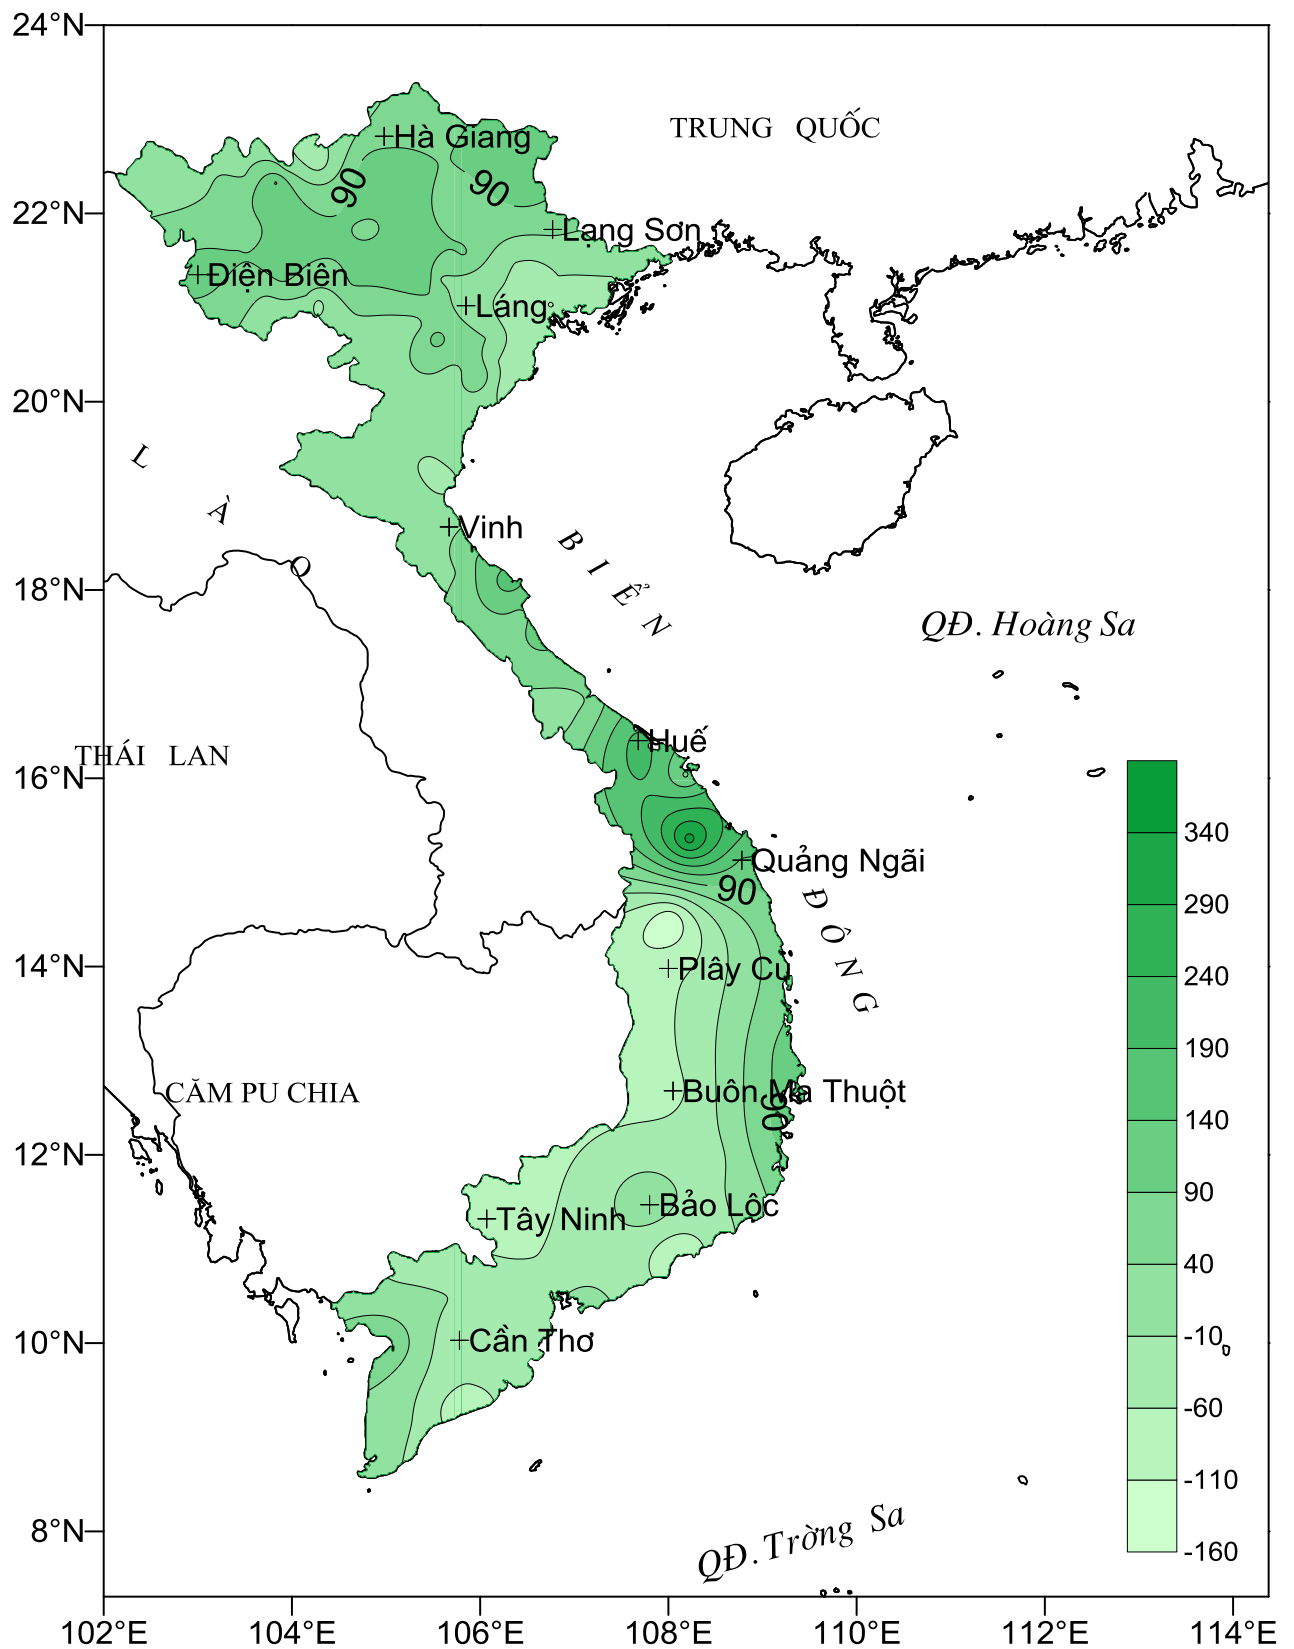 24°N
22°N
20°N
18°N
16°N
14°N
12°N
10°N
8°N
102°E
104°E
106°E
108°E
110°E
112°E
114°E
TRUNG QUỐC
Hà Giang
90
90
Lạng Sơn
Điện Biên
Láng
L À O
Vinh
BIỂN
QĐ. Hoàng Sa
THÁI LAN
Huế
Quảng Ngãi
90
ĐÔNG
Plây Cu
CĂM PU CHIA
Buôn Ma Thuột
90
Bảo Lộc
Tây Ninh
Cần Thơ
QĐ. Trờng Sa
340
290
240
190
140
90
40
-10
-60
-110
-160